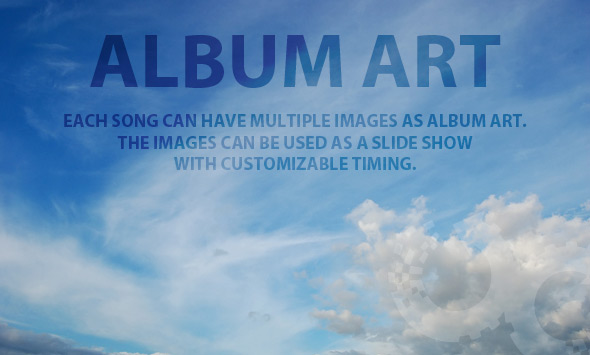 ALBUM ART
EACH SONG CAN HAVE MULTIPLE IMAGES AS ALBUM ART.
THE IMAGES CAN BE USED AS A SLIDE SHOW
WITH CUSTOMIZABLE TIMING.